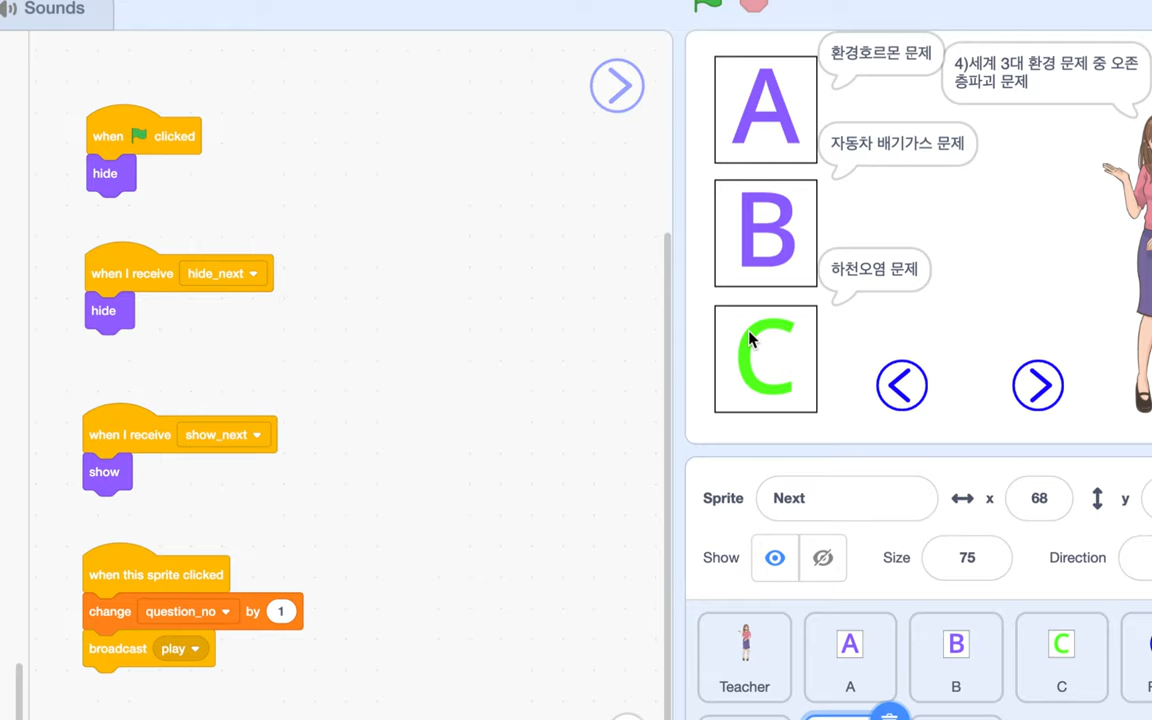 Sounds
when clicked
hide
when I receive hide_next
hide
when I receive show_next
show
when this sprite clicked
change question_no by 1
broadcast play
A
환경호르몬 문제
4)세계 3대 환경 문제 중 오존
층파괴 문제
자동차 배기가스 문제
B
하천오염 문제
C
Sprite Next x 68 y
Show Size 75 Direction
A B C
Teacher A B C